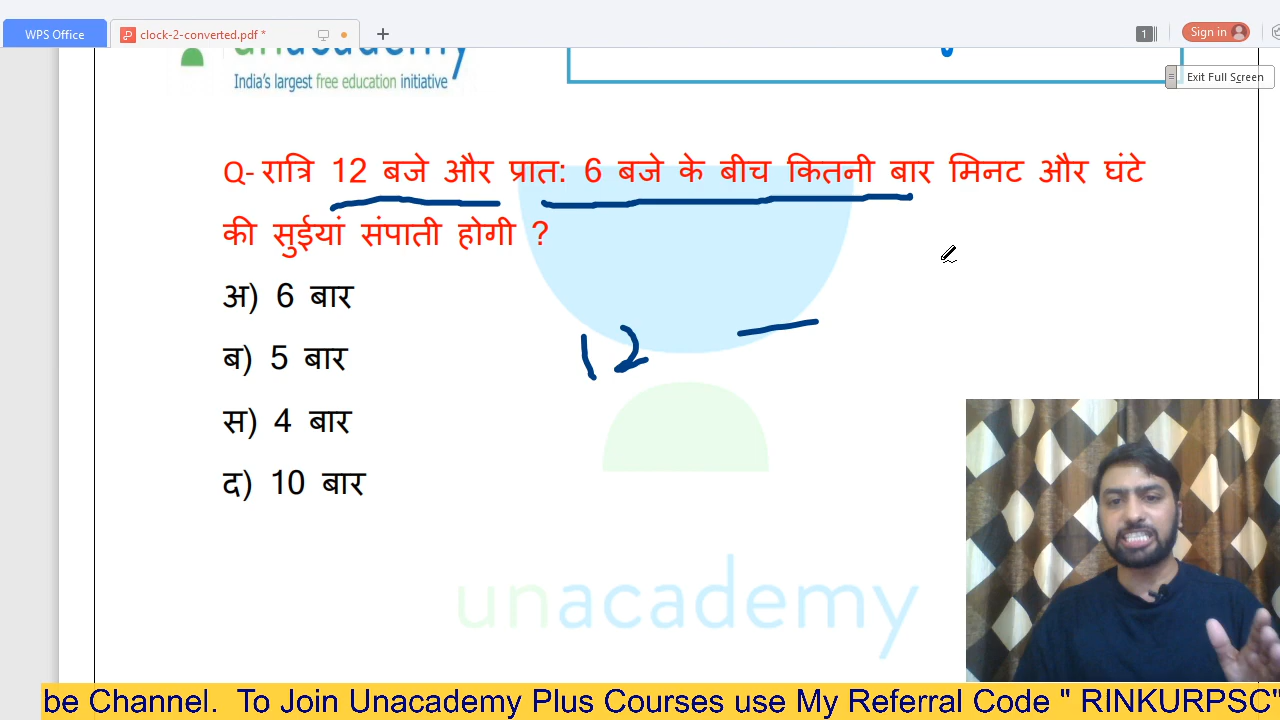 WPS Office
clock-2-converted.pdf *
1
Sign in
unacademy
India's largest free education initiative
Exit Full Screen
Q- रात्रि 12 बजे और प्रात: 6 बजे के बीच कितनी बार मिनट और घंटे
की सुईयां संपाती होगी ?
अ) 6 बार
ब) 5 बार
12
स) 4 बार
द) 10 बार
unacademy
be Channel. To Join Unacademy Plus Courses use My Referral Code " RINKURPSC"